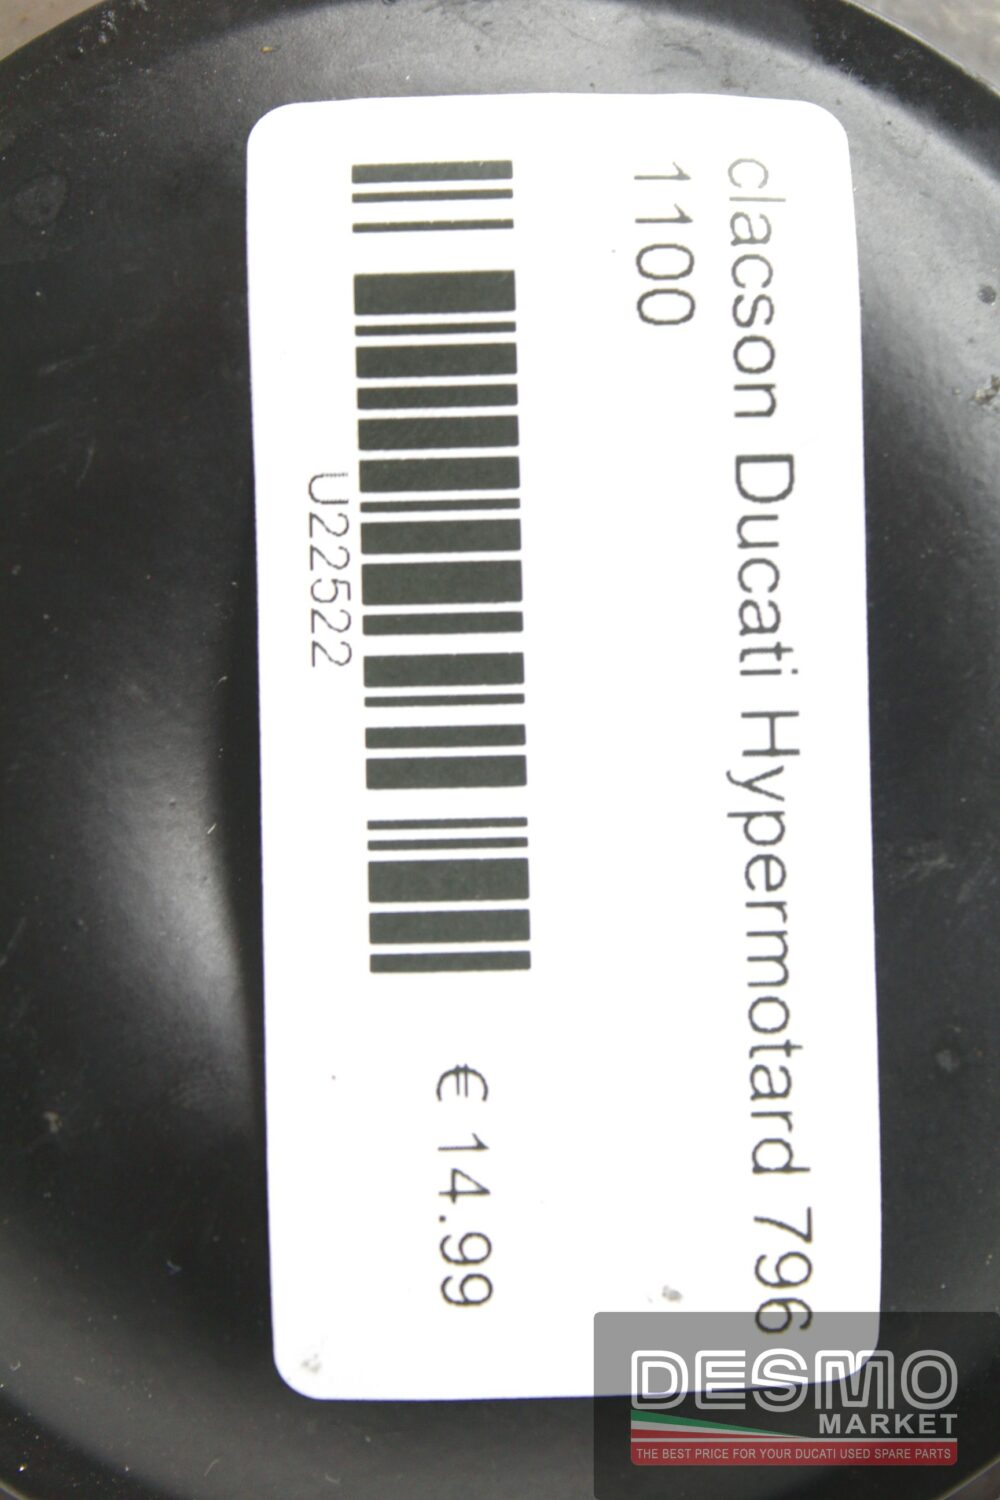 clacson Ducati Hypermotard 796
1100
U22522
€ 14.99
DESMO
MARKET
THE BEST PRICE FOR YOUR DUCATI USED SPARE PARTS